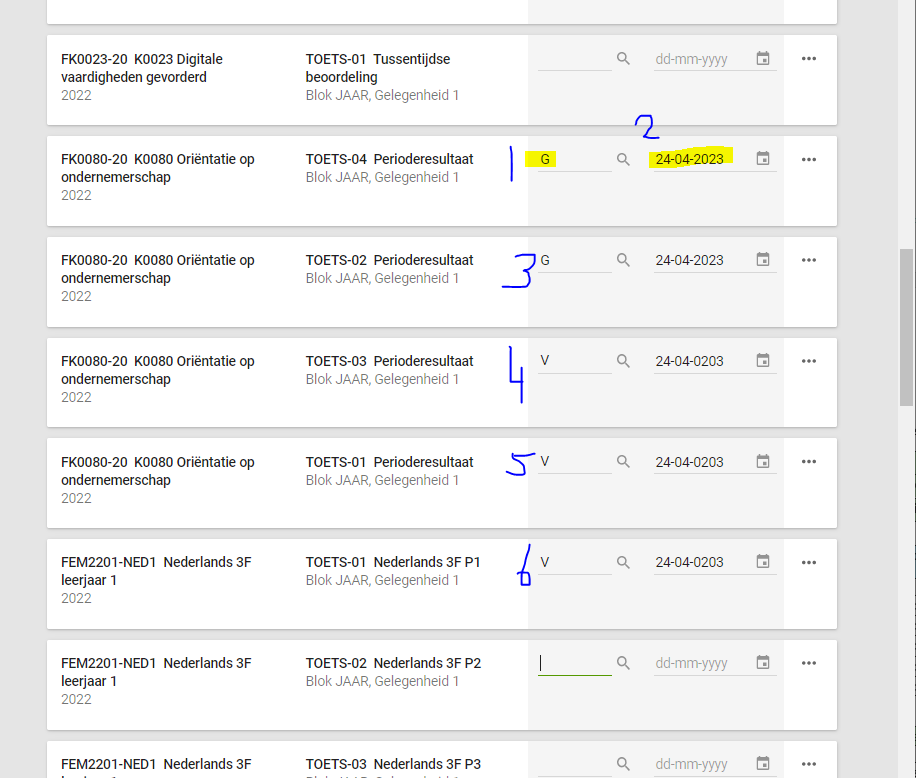 FK0023-20 K0023 Digitale
vaardigheden gevorderd
2022
TOETS-01 Tussentijdse
beoordeling
Blok JAAR, Gelegenheid 1
dd-mm-yyyy
2
FK0080-20 K0080 Oriëntatie op
ondernemerschap
2022
TOETS-04 Perioderesultaat
Blok JAAR, Gelegenheid 1
1
G
24-04-2023
FK0080-20 K0080 Oriëntatie op
ondernemerschap
2022
TOETS-02 Perioderesultaat
Blok JAAR, Gelegenheid 1
3
G
24-04-2023
FK0080-20 K0080 Oriëntatie op
ondernemerschap
2022
TOETS-03 Perioderesultaat
Blok JAAR, Gelegenheid 1
4
V
24-04-0203
FK0080-20 K0080 Oriëntatie op
ondernemerschap
2022
TOETS-01 Perioderesultaat
Blok JAAR, Gelegenheid 1
5
V
24-04-0203
FEM2201-NED1 Nederlands 3F
leerjaar 1
2022
TOETS-01 Nederlands 3F P1
Blok JAAR, Gelegenheid 1
6
V
24-04-0203
FEM2201-NED1 Nederlands 3F
leerjaar 1
2022
TOETS-02 Nederlands 3F P2
Blok JAAR, Gelegenheid 1
dd-mm-yyyy
FEM2201-NED1 Nederlands 3F
leerjaar 1
TOETS-03 Nederlands 3F P3
Blok JAAR, Gelegenheid 1
dd-mm-yyyy